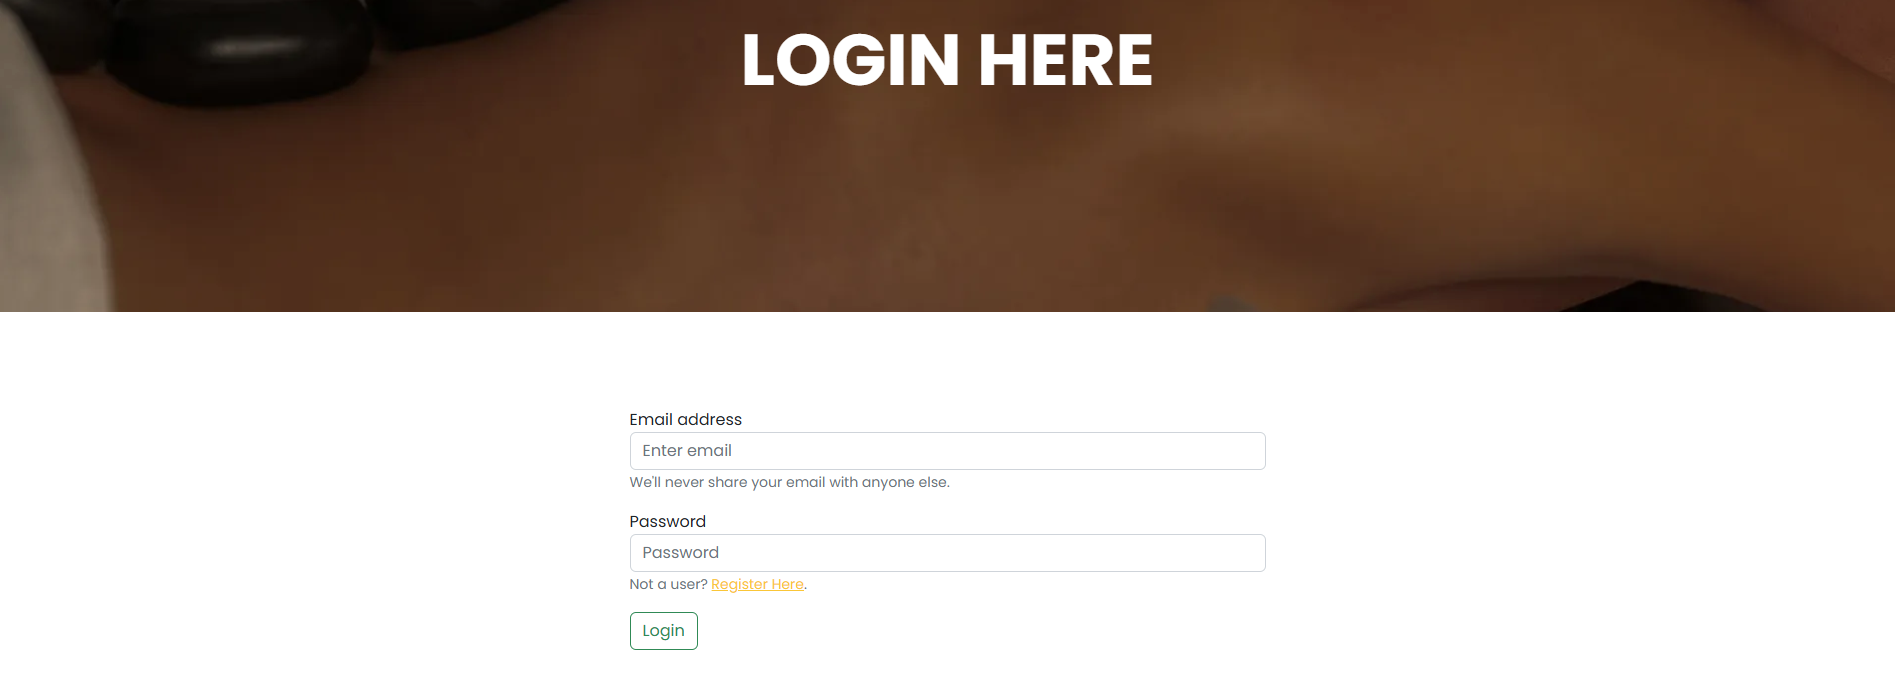 LOGIN HERE
Email address
Enter email
We'll never share your email with anyone else.
Password
Password
Not a user? Register Here.
Login